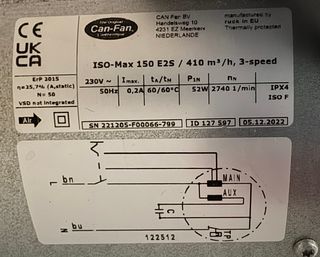 CE
The Original
Can-Fan®
CAN Fan BV
Handelsweg 10
4231 EZ Meerkerk
NIEDERLANDE
manufactured by
ruck in EU
Thermally protected
UK
CA
ISO-Max 150 E2S / 410 m³/h, 3-speed
ErP 2015
η=35,7% (A,static)
N= 50
VSD not integrated
230V ~ Imax. tA/tM P1N nN
50Hz 0,2A 60/60°C 52W 2740 1/min IPX4
ISO F
Air
SN 221205-F00066-799 ID 127 597 05.12.2022
L bn
MAIN
AUX
C
N bu
TP
122512